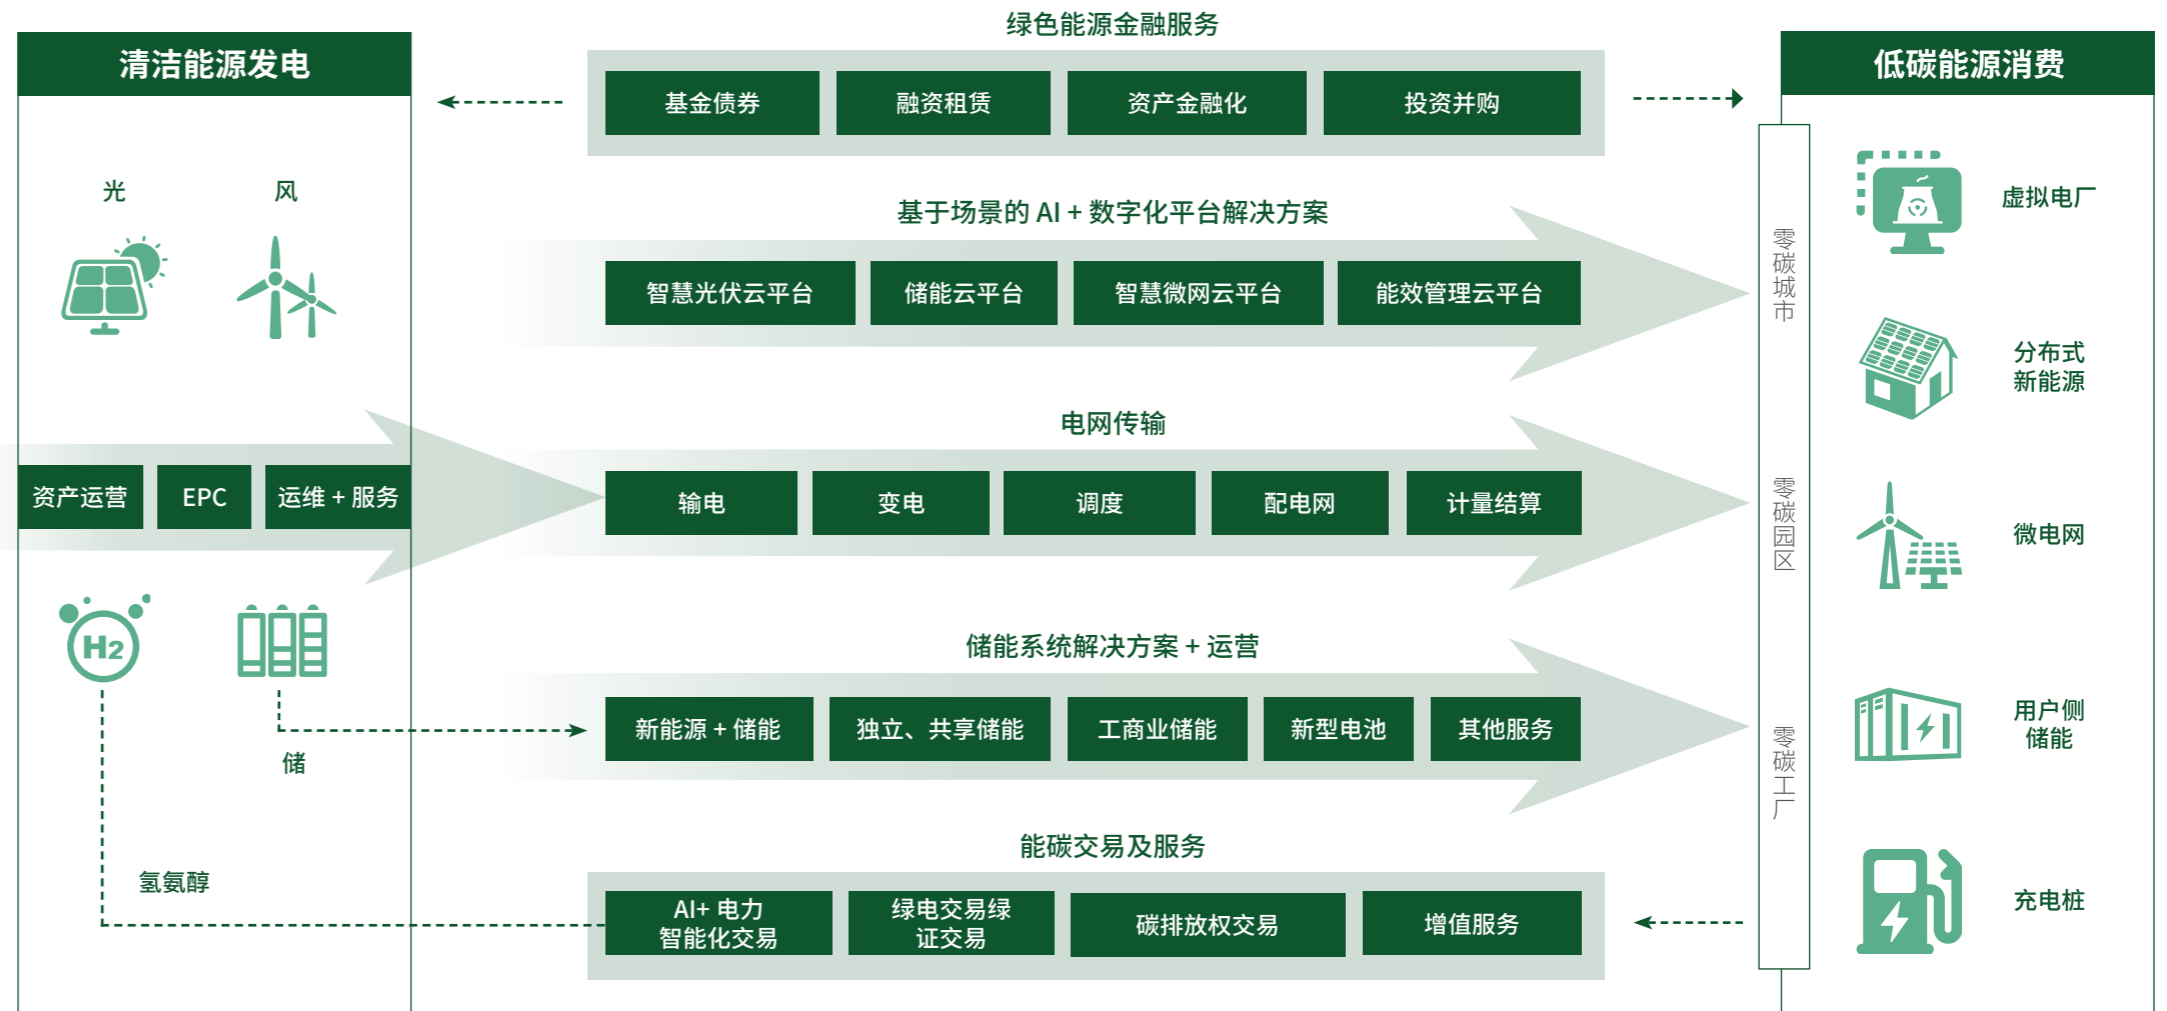 绿色能源金融服务
清洁能源发电
低碳能源消费
基金债券
融资租赁
资产金融化
投资并购
光
风
基于场景的 AI + 数字化平台解决方案
智慧光伏云平台
储能云平台
智慧微网云平台
能效管理云平台
电网传输
资产运营
EPC
运维 + 服务
输电
变电
调度
配电网
计量结算
H2
储能系统解决方案 + 运营
新能源 + 储能
独立、共享储能
工商业储能
新型电池
其他服务
储
氢氨醇
能碳交易及服务
AI+ 电力
智能化交易
绿电交易绿
证交易
碳排放权交易
增值服务
零碳城市
零碳园区
零碳工厂
虚拟电厂
分布式
新能源
微电网
用户侧
储能
充电桩